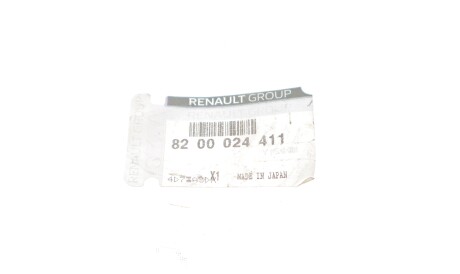 RENAULT GROUP
82 00 024 411
X1 MADE IN JAPAN